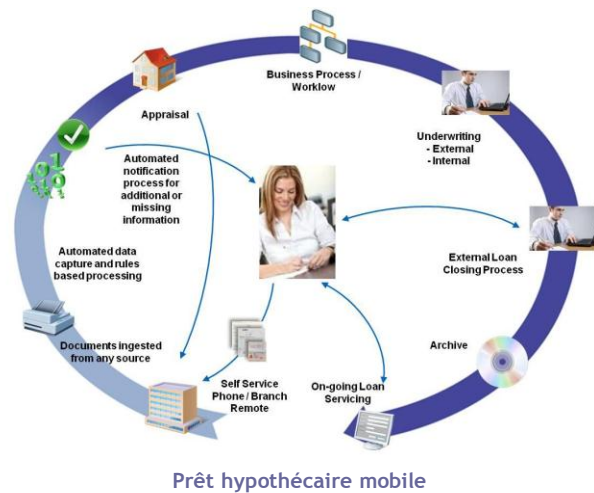 Business Process /
Worklow
Appraisal
Underwriting
- External
- Internal
Automated
notification
process for
additional or
missing
information
Automated data
capture and rules
based processing
External Loan
Closing Process
Documents ingested
from any source
Archive
Self Service
Phone / Branch
Remote
On-going Loan
Servicing
Prêt hypothécaire mobile